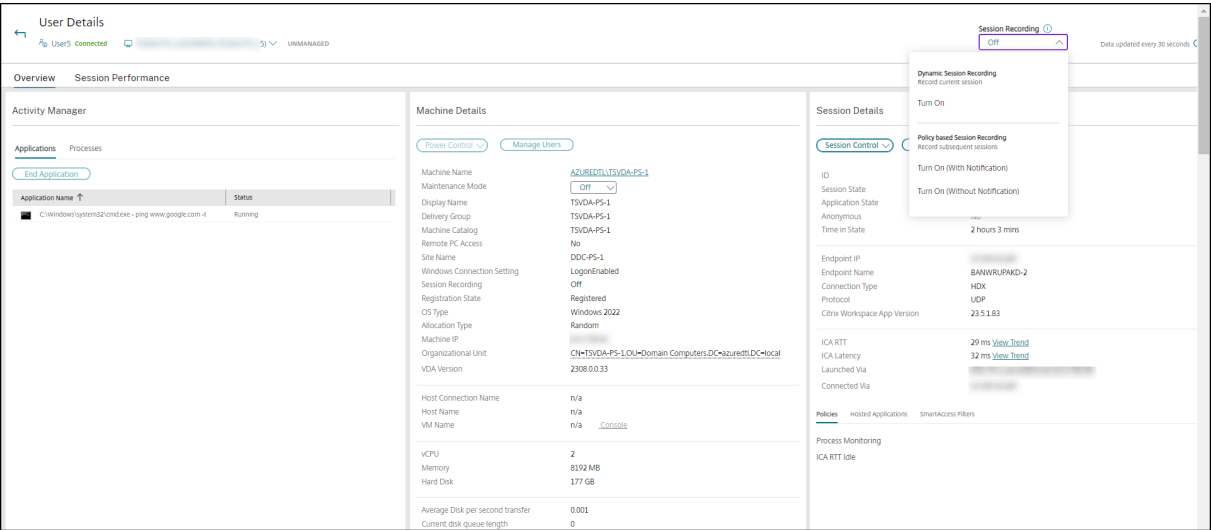 User Details
User5 Connected 5) UNMANAGED
Session Recording
Off
Data updated every 30 seconds
Overview Session Performance
Dynamic Session Recording
Record current session
Turn On
Policy based Session Recording
Record subsequent sessions
Turn On (With Notification)
Turn On (Without Notification)
Activity Manager
Applications Processes
End Application
Application Name Status
C:\Windows\system32\cmd.exe - ping www.google.com -t Running
Machine Details
Power Control Manage Users
Machine Name AZUREDTL\TSVDA-PS-1
Maintenance Mode Off
Display Name TSVDA-PS-1
Delivery Group TSVDA-PS-1
Machine Catalog TSVDA-PS-1
Remote PC Access No
Site Name DDC-PS-1
Windows Connection Setting LogonEnabled
Session Recording Off
Registration State Registered
OS Type Windows 2022
Allocation Type Random
Machine IP
Organizational Unit CN=TSVDA-PS-1,OU=Domain Computers,DC=azuredtl,DC=local
VDA Version 2308.0.0.33
Host Connection Name n/a
Host Name n/a
VM Name n/a Console
vCPU 2
Memory 8192 MB
Hard Disk 177 GB
Average Disk per second transfer 0.001
Current disk queue length 0
Session Details
Session Control
ID
Session State
Application State
Anonymous No
Time in State 2 hours 3 mins
Endpoint IP
Endpoint Name BANWRUPAKD-2
Connection Type HDX
Protocol UDP
Citrix Workspace App Version 23.5.1.83
ICA RTT 29 ms View Trend
ICA Latency 32 ms View Trend
Launched Via
Connected Via
Policies Hosted Applications SmartAccess Filters
Process Monitoring
ICA RTT Idle